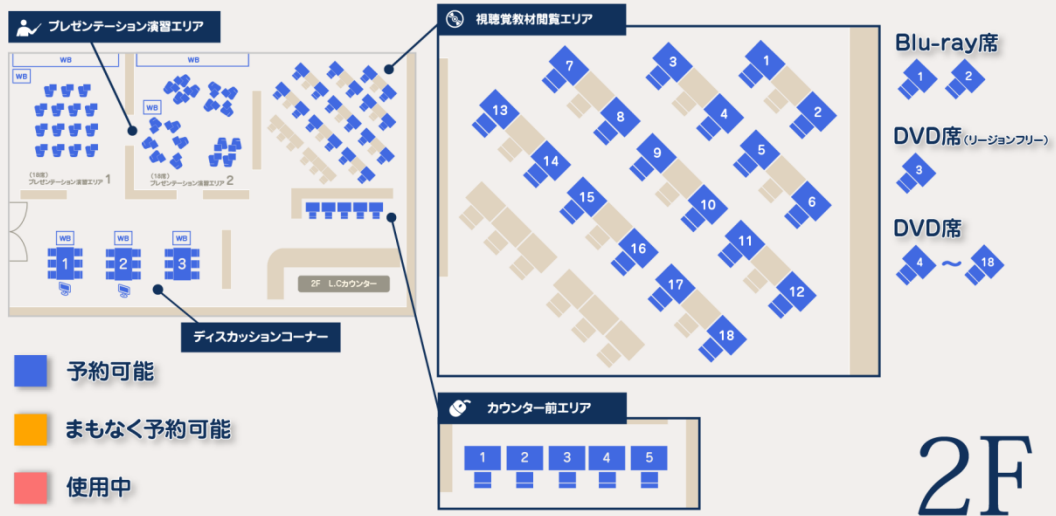 プレゼンテーション演習エリア
WB
WB
WB
WB
(18席)
プレゼンテーション演習エリア 1
(18席)
プレゼンテーション演習エリア 2
WB
WB
WB
1
2
3
2F L.Cカウンター
ディスカッションコーナー
予約可能
まもなく予約可能
使用中
視聴覚教材閲覧エリア
7
3
1
13
8
4
2
14
9
5
15
10
6
16
11
17
12
18
カウンター前エリア
1
2
3
4
5
Blu-ray席
1
2
DVD席(リージョンフリー)
3
DVD席
4 ~ 18
2F